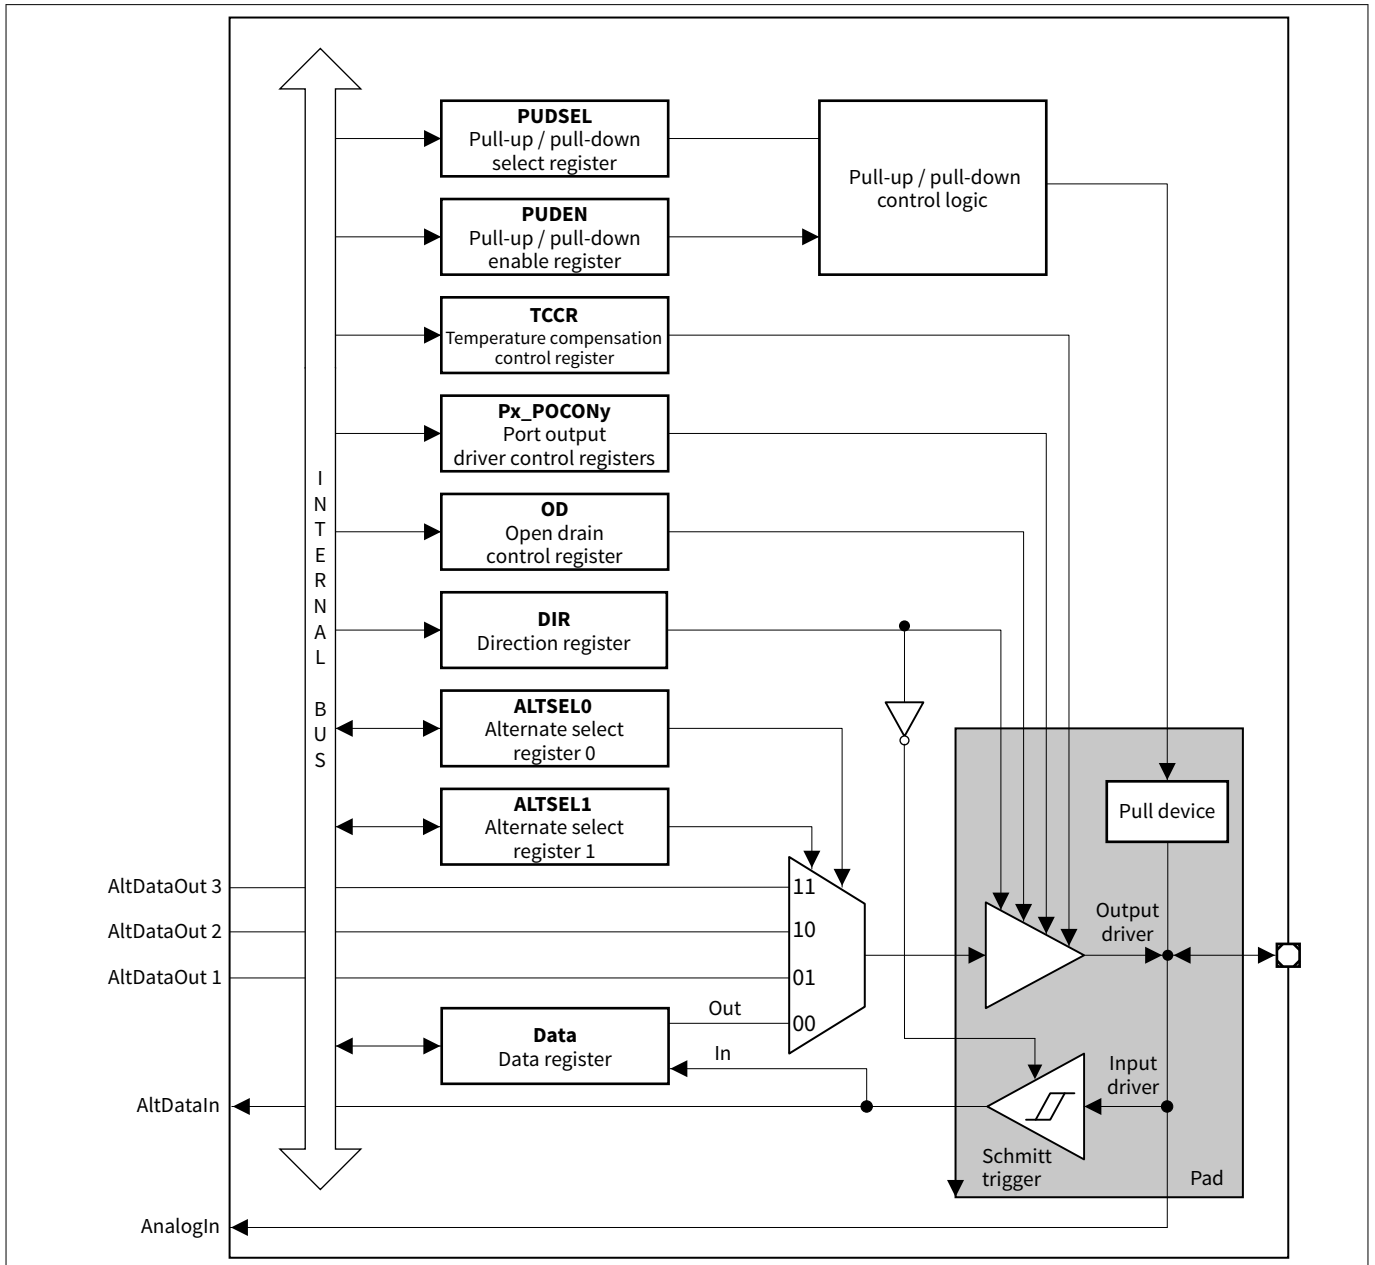 PUDSEL
Pull-up / pull-down
select register
Pull-up / pull-down
control logic
PUDEN
Pull-up / pull-down
enable register
TCCR
Temperature compensation
control register
Px_POCONy
Port output
driver control registers
OD
Open drain
control register
DIR
Direction register
INTERNAL BUS
ALTSEL0
Alternate select
register 0
ALTSEL1
Alternate select
register 1
Pull device
AltDataOut 3
11
AltDataOut 2
10
AltDataOut 1
01
Out
00
Output
driver
Data
Data register
In
Input
driver
AltDataIn
Schmitt
trigger
Pad
AnalogIn